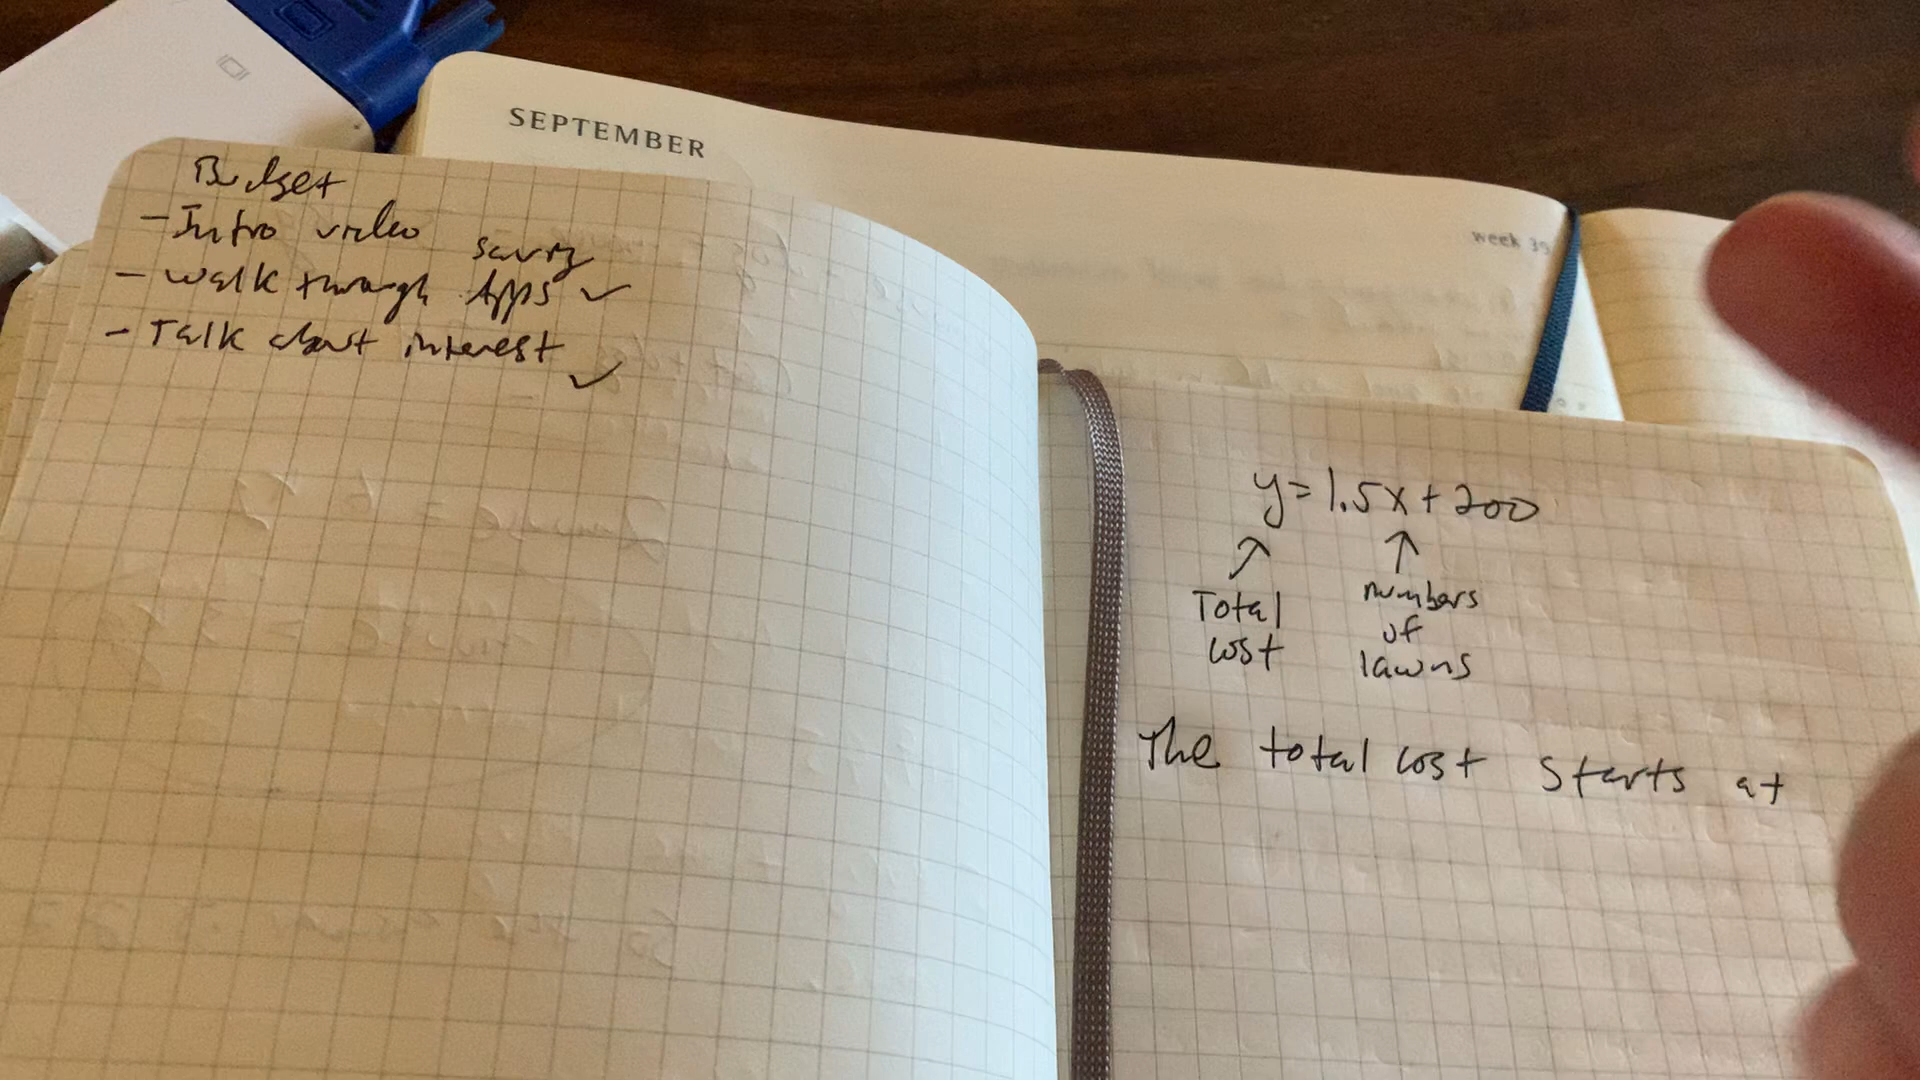 SEPTEMBER
week 39
Budget
- Intro video
saving
- Walk through Apps ✓
- Talk about interest
✓
y = 1.5x + 200
Total
cost
numbers
of
lawns
The total cost starts at